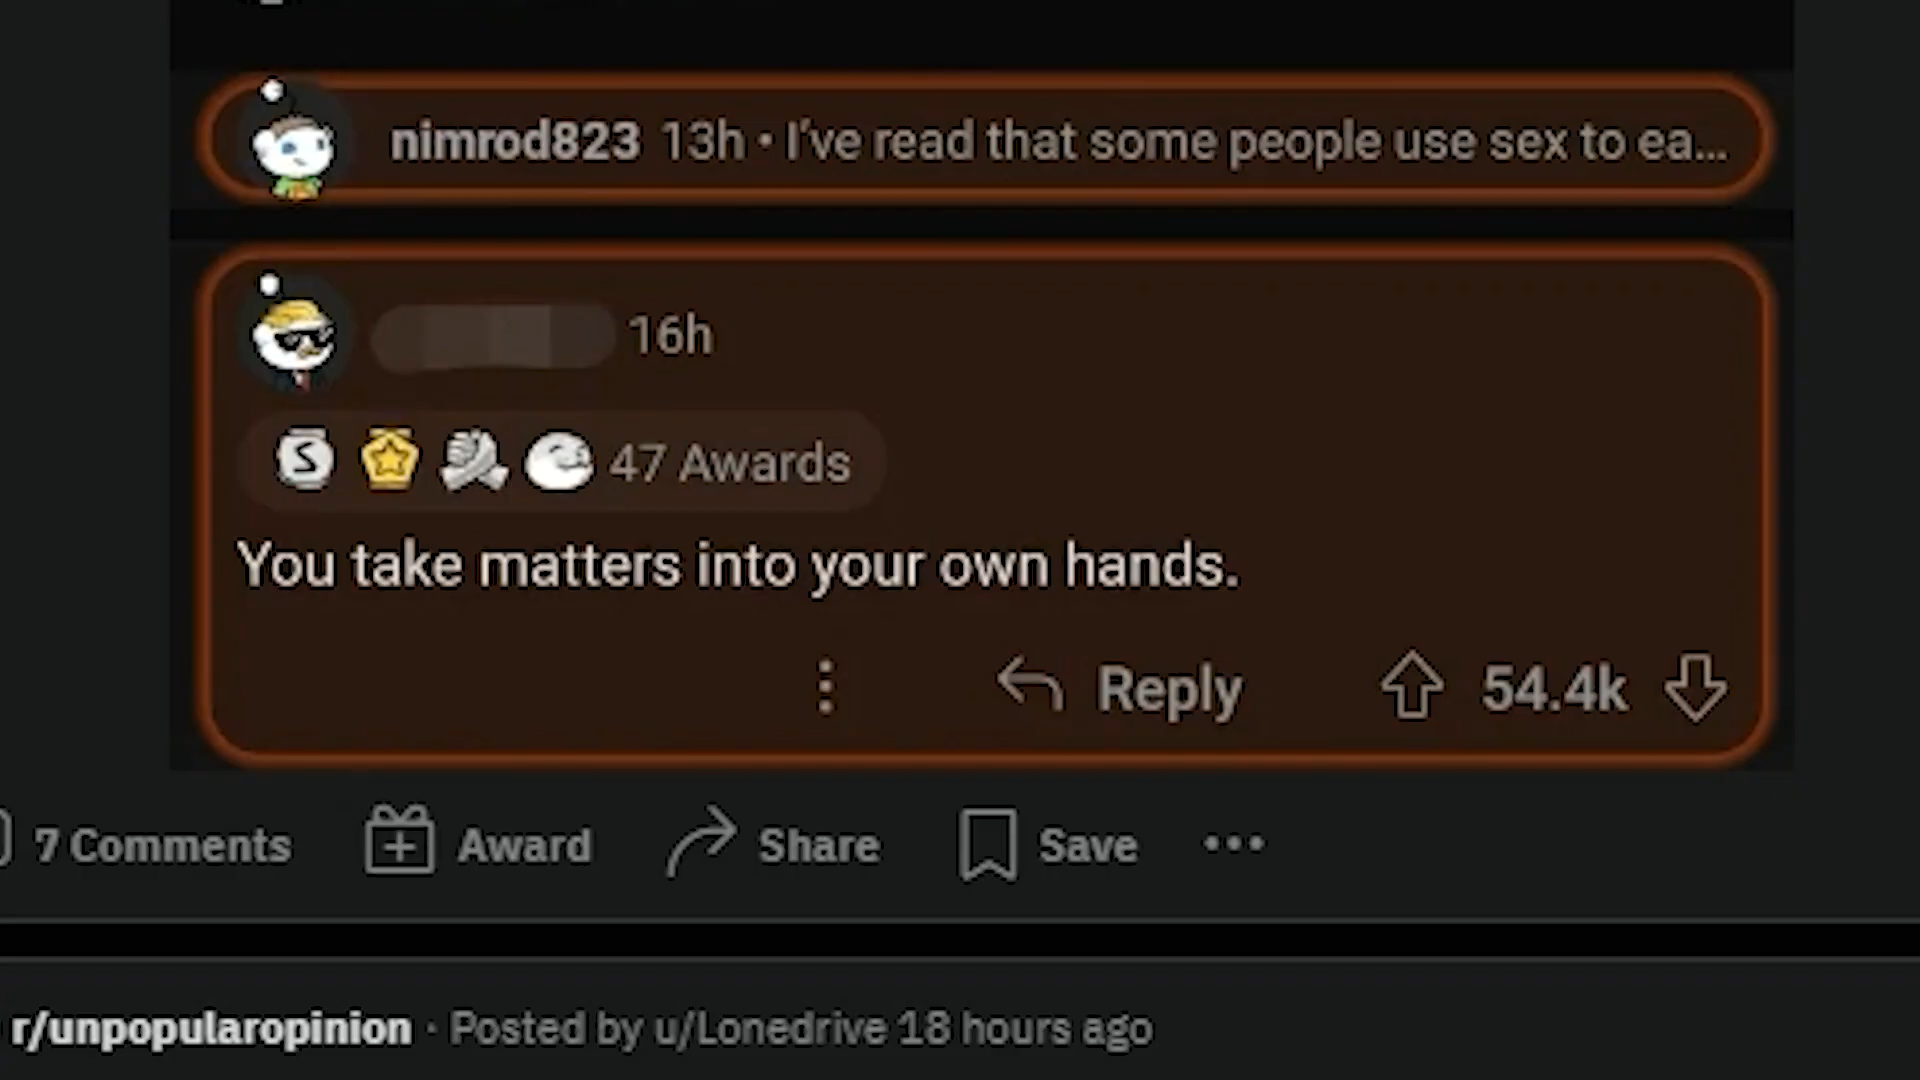 nimrod823 13h • I've read that some people use sex to ea...
16h
47 Awards
You take matters into your own hands.
Reply 54.4k
7 Comments Award Share Save
r/unpopularopinion · Posted by u/Lonedrive 18 hours ago